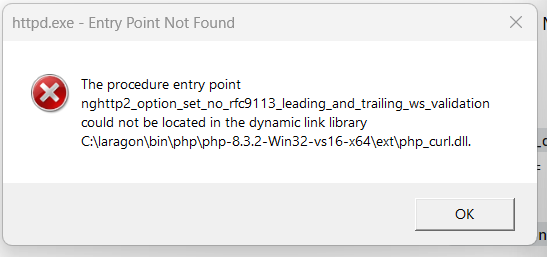 httpd.exe - Entry Point Not Found
The procedure entry point
nghttp2_option_set_no_rfc9113_leading_and_trailing_ws_validation
could not be located in the dynamic link library
C:\laragon\bin\php\php-8.3.2-Win32-vs16-x64\ext\php_curl.dll.
OK